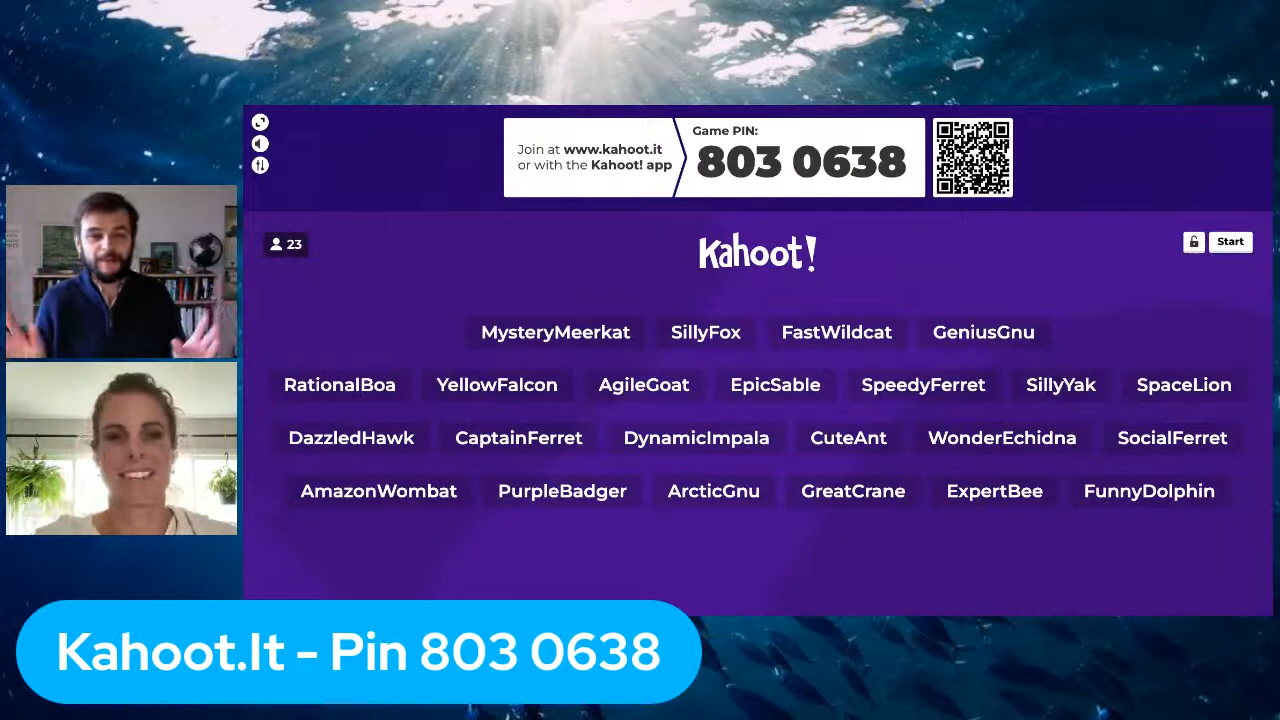 Join at www.kahoot.it
or with the Kahoot! app
Game PIN:
803 0638
23
Kahoot!
Start
MysteryMeerkat SillyFox FastWildcat GeniusGnu
RationalBoa YellowFalcon AgileGoat EpicSable SpeedyFerret SillyYak SpaceLion
DazzledHawk CaptainFerret DynamicImpala CuteAnt WonderEchidna SocialFerret
AmazonWombat PurpleBadger ArcticGnu GreatCrane ExpertBee FunnyDolphin
Kahoot.It - Pin 803 0638